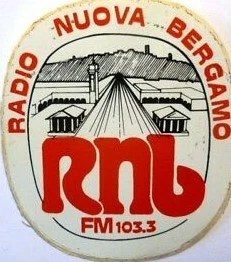 RADIO NUOVA BERGAMO
RNB
FM 103.3